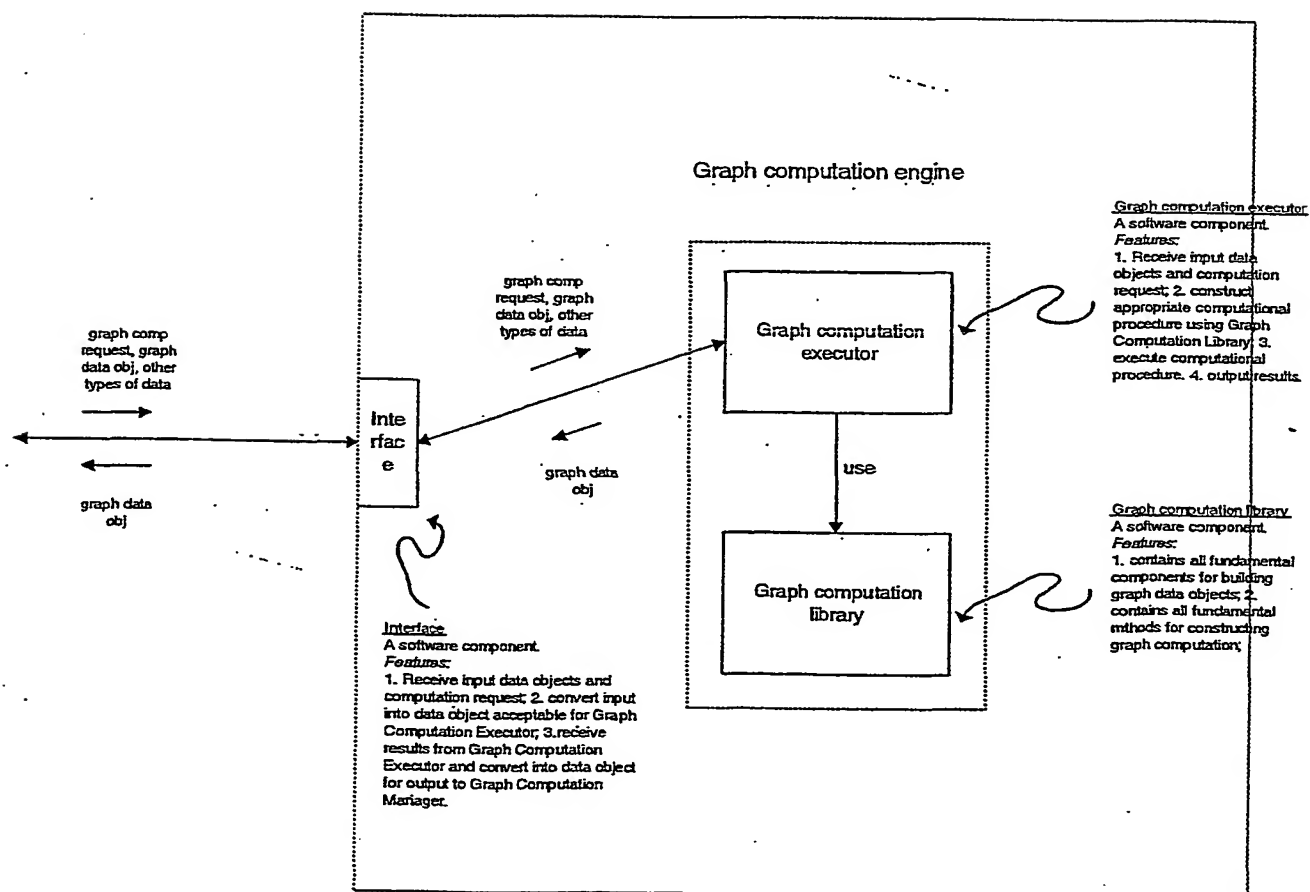 Graph computation engine
Graph computation executor
A software component.
Features:
1. Receive input data
objects and computation
request; 2. construct
appropriate computational
procedure using Graph
Computation Library; 3.
execute computational
procedure. 4. output results.
graph comp
request, graph
data obj, other
types of data
Graph computation
executor
graph comp
request, graph
data obj, other
types of data
Inte
rfac
e
graph data
obj
use
graph data
obj
Graph computation library
A software component.
Features:
1. contains all fundamental
components for building
graph data objects; 2.
contains all fundamental
mthods for constructing
graph computation;
Graph computation
library
Interface
A software component.
Features:
1. Receive input data objects and
computation request; 2. convert input
into data object acceptable for Graph
Computation Executor; 3.receive
results from Graph Computation
Executor and convert into data object
for output to Graph Computation
Manager.